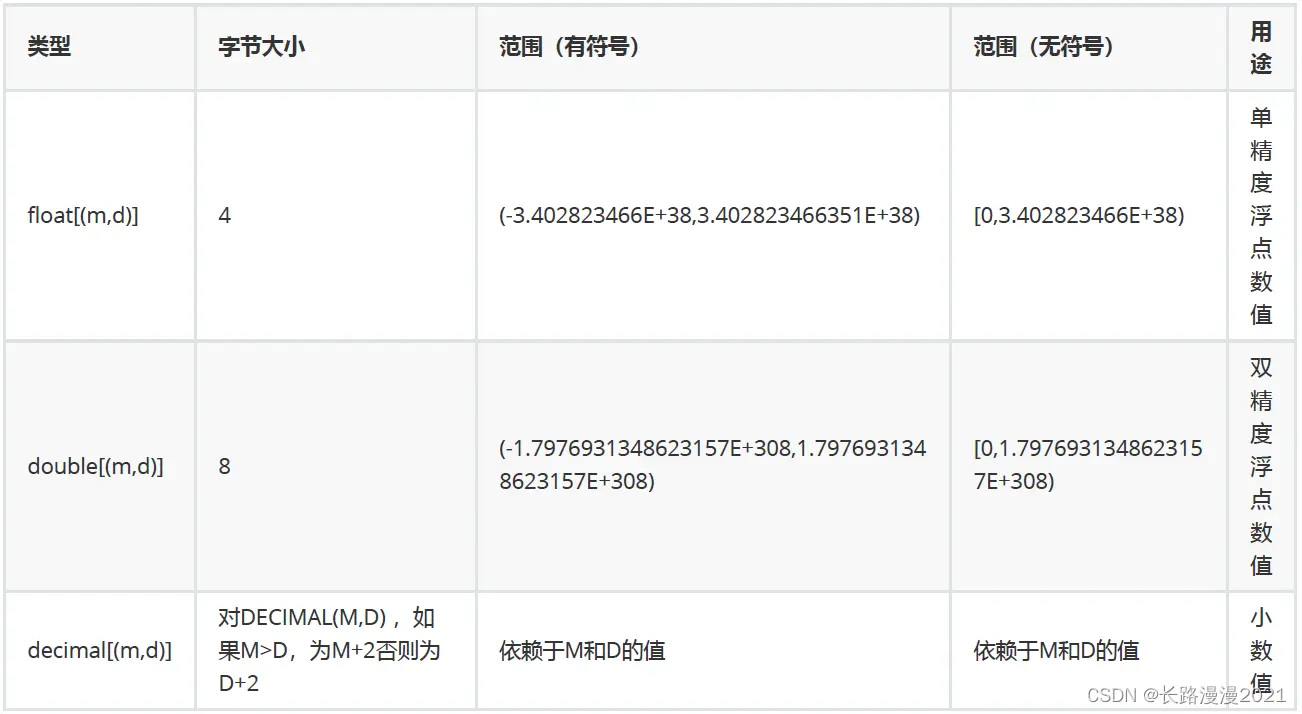 类型
字节大小
范围（有符号）
范围（无符号）
用
途
float[(m,d)]
4
(-3.402823466E+38,3.402823466351E+38)
[0,3.402823466E+38)
单
精
度
浮
点
数
值
double[(m,d)]
8
(-1.7976931348623157E+308,1.797693134
8623157E+308)
[0,1.797693134862315
7E+308)
双
精
度
浮
点
数
值
decimal[(m,d)]
对DECIMAL(M,D) ，如
果M>D，为M+2否则为
D+2
依赖于M和D的值
依赖于M和D的值
小
数
值
CSDN @长路漫漫2021